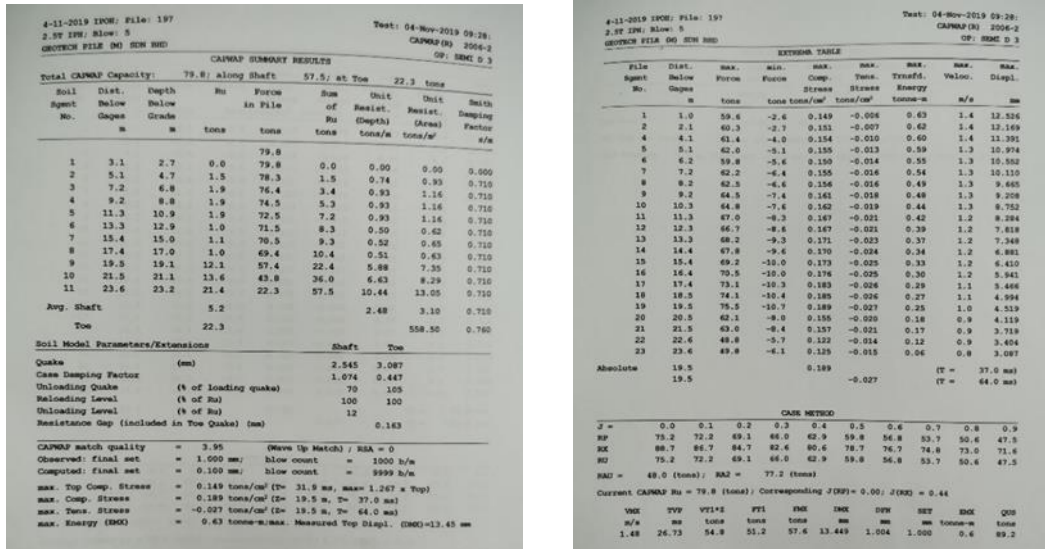 4-11-2019 IPOH; Pile: 197
2.5T IPH; Blow: 5
GEOTECH PILE (M) SDN BHD
Test: 04-Nov-2019 09:28:
CAPWAP(R) 2006-2
OP: SEMI D 3
CAPWAP SUMMARY RESULTS
Total CAPWAP Capacity: 79.8; along Shaft 57.5; at Toe 22.3 tons
Soil Dist. Depth Ru Force Sum Unit Unit Smith
Sgmnt Below Below in Pile of Resist. Resist. Damping
No. Gages Grade Ru (Depth) (Area) Factor
m m tons tons tons tons/m tons/m² s/m
79.8
1 3.1 2.7 0.0 79.8 0.0 0.00 0.00 0.000
2 5.1 4.7 1.5 78.3 1.5 0.74 0.93 0.710
3 7.2 6.8 1.9 76.4 3.4 0.93 1.16 0.710
4 9.2 8.8 1.9 74.5 5.3 0.93 1.16 0.710
5 11.3 10.9 1.9 72.5 7.2 0.93 1.16 0.710
6 13.3 12.9 1.0 71.5 8.3 0.50 0.62 0.710
7 15.4 15.0 1.1 70.5 9.3 0.52 0.65 0.710
8 17.4 17.0 1.0 69.4 10.4 0.51 0.63 0.710
9 19.5 19.1 12.1 57.4 22.4 5.88 7.35 0.710
10 21.5 21.1 13.6 43.8 36.0 6.63 8.29 0.710
11 23.6 23.2 21.4 22.3 57.5 10.44 13.05 0.710
Avg. Shaft 5.2 2.48 3.10 0.710
Toe 22.3 558.50 0.760
Soil Model Parameters/Extensions Shaft Toe
Quake (mm) 2.545 3.087
Case Damping Factor 1.074 0.447
Unloading Quake (% of loading quake) 70 105
Reloading Level (% of Ru) 100 100
Unloading Level (% of Ru) 12
Resistance Gap (included in Toe Quake) (mm) 0.163
CAPWAP match quality = 3.95 (Wave Up Match) ; RSA = 0
Observed: final set = 1.000 mm; blow count = 1000 b/m
Computed: final set = 0.100 mm; blow count = 9999 b/m
max. Top Comp. Stress = 0.149 tons/cm² (T= 31.9 ms, max= 1.267 x Top)
max. Comp. Stress = 0.189 tons/cm² (Z= 19.5 m, T= 37.0 ms)
max. Tens. Stress = -0.027 tons/cm² (Z= 19.5 m, T= 64.0 ms)
max. Energy (EMX) = 0.63 tonne-m;max. Measured Top Displ. (DMX)=13.45 mm
4-11-2019 IPOH; Pile: 197
2.5T IPH; Blow: 5
GEOTECH PILE (M) SDN BHD
Test: 04-Nov-2019 09:28:
CAPWAP(R) 2006-2
OP: SEMI D 3
EXTREMA TABLE
Pile Dist. max. min. max. max. max. max. max.
Sgmnt Below Force Force Comp. Tens. Trnsfd. Veloc. Displ.
No. Gages Stress Stress Energy
m tons tons tons/cm² tons/cm² tonne-m m/s mm
1 1.0 59.6 -2.6 0.149 -0.006 0.63 1.4 12.526
2 2.1 60.3 -2.7 0.151 -0.007 0.62 1.4 12.169
4 4.1 61.4 -4.0 0.154 -0.010 0.60 1.4 11.391
5 5.1 62.0 -5.1 0.155 -0.013 0.59 1.3 10.974
6 6.2 59.8 -5.6 0.150 -0.014 0.55 1.3 10.552
7 7.2 62.2 -6.4 0.155 -0.016 0.54 1.3 10.110
8 8.2 62.5 -6.6 0.156 -0.016 0.49 1.3 9.665
9 9.2 64.5 -7.4 0.161 -0.018 0.48 1.3 9.208
10 10.3 64.8 -7.6 0.162 -0.019 0.44 1.3 8.752
11 11.3 67.0 -8.3 0.167 -0.021 0.42 1.2 8.284
12 12.3 66.7 -8.6 0.167 -0.021 0.39 1.2 7.818
13 13.3 68.2 -9.3 0.171 -0.023 0.37 1.2 7.348
14 14.4 67.8 -9.6 0.170 -0.024 0.34 1.2 6.881
15 15.4 69.2 -10.0 0.173 -0.025 0.33 1.2 6.410
16 16.4 70.5 -10.0 0.176 -0.025 0.30 1.2 5.941
17 17.4 73.1 -10.3 0.183 -0.026 0.29 1.1 5.466
18 18.5 74.1 -10.4 0.185 -0.026 0.27 1.1 4.994
19 19.5 75.5 -10.7 0.189 -0.027 0.25 1.0 4.519
20 20.5 62.1 -8.0 0.155 -0.020 0.18 0.9 4.119
21 21.5 63.0 -8.4 0.157 -0.021 0.17 0.9 3.719
22 22.6 48.8 -5.7 0.122 -0.014 0.12 0.9 3.404
23 23.6 49.8 -6.1 0.125 -0.015 0.06 0.8 3.087
Absolute 19.5 0.189 (T = 37.0 ms)
19.5 -0.027 (T = 64.0 ms)
CASE METHOD
J = 0.0 0.1 0.2 0.3 0.4 0.5 0.6 0.7 0.8 0.9
RP 75.2 72.2 69.1 66.0 62.9 59.8 56.8 53.7 50.6 47.5
RX 88.7 86.7 84.7 82.6 80.6 78.7 76.7 74.8 73.0 71.6
RU 75.2 72.2 69.1 66.0 62.9 59.8 56.8 53.7 50.6 47.5
RAU = 48.0 (tons); RA2 = 77.2 (tons)
Current CAPWAP Ru = 79.8 (tons); Corresponding J(RP)= 0.00; J(RX) = 0.44
VMX TVP VT1*Z FT1 FMX DMX DFN SET EMX QUS
m/s ms tons tons tons mm mm mm tonne-m tons
1.48 26.73 54.8 51.2 57.6 13.449 1.004 1.000 0.6 89.2